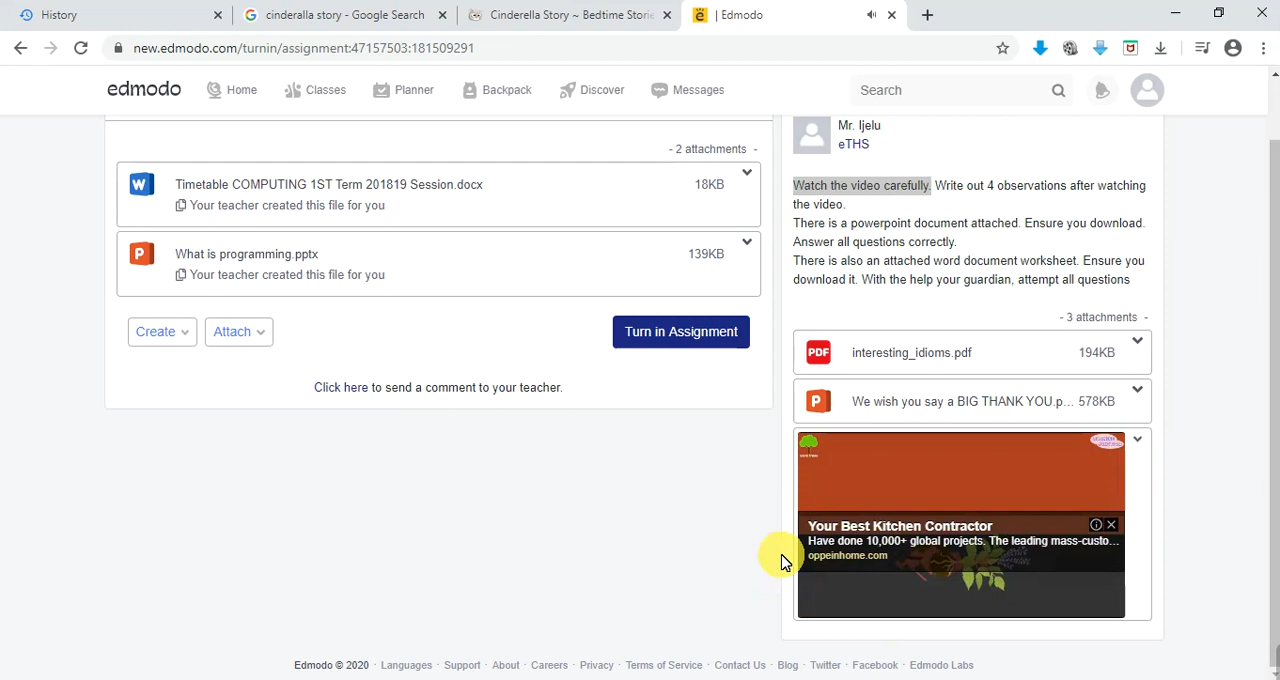 History
cinderalla story - Google Search
Cinderella Story ~ Bedtime Storie
| Edmodo
new.edmodo.com/turnin/assignment:47157503:181509291
edmodo
Home
Classes
Planner
Backpack
Discover
Messages
Search
Mr. Ijelu
eTHS
- 2 attachments -
Timetable COMPUTING 1ST Term 201819 Session.docx
18KB
Your teacher created this file for you
What is programming.pptx
139KB
Your teacher created this file for you
Create
Attach
Turn in Assignment
Click here to send a comment to your teacher.
Watch the video carefully. Write out 4 observations after watching
the video.
There is a powerpoint document attached. Ensure you download.
Answer all questions correctly.
There is also an attached word document worksheet. Ensure you
download it. With the help your guardian, attempt all questions
- 3 attachments -
PDF
interesting_idioms.pdf
194KB
We wish you say a BIG THANK YOU.p...
578KB
Your Best Kitchen Contractor
Have done 10,000+ global projects. The leading mass-custo...
oppeinhome.com
Edmodo © 2020 · Languages · Support · About · Careers · Privacy · Terms of Service · Contact Us · Blog · Twitter · Facebook · Edmodo Labs